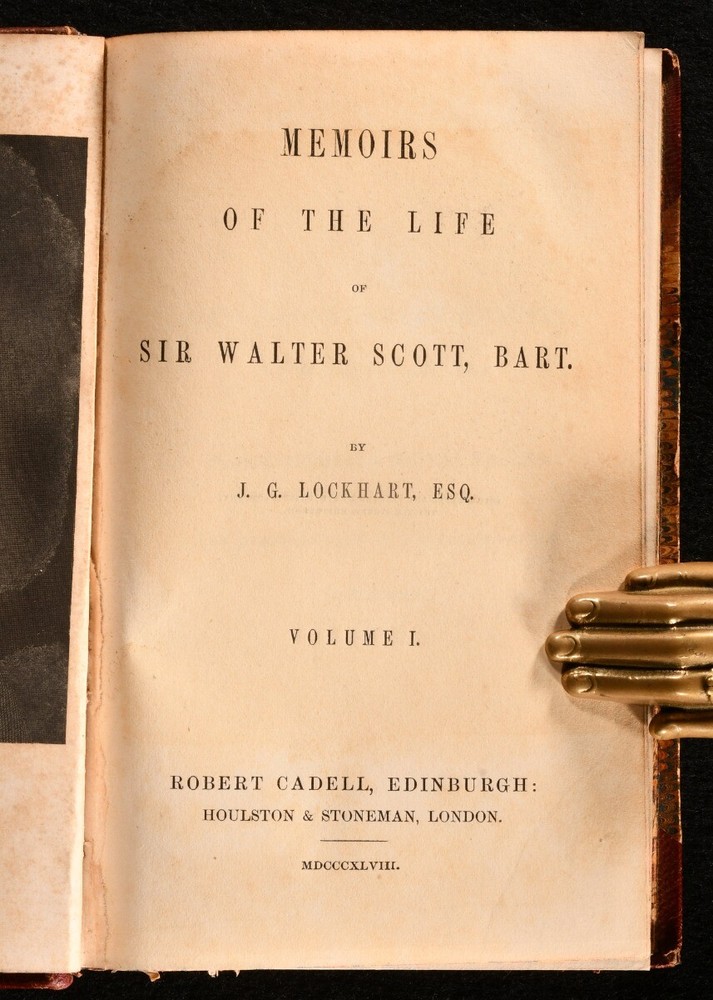 MEMOIRS
OF THE LIFE
OF
SIR WALTER SCOTT, BART.
BY
J. G. LOCKHART, ESQ.
VOLUME I.
ROBERT CADELL, EDINBURGH:
HOULSTON & STONEMAN, LONDON.
MDCCCXLVIII.